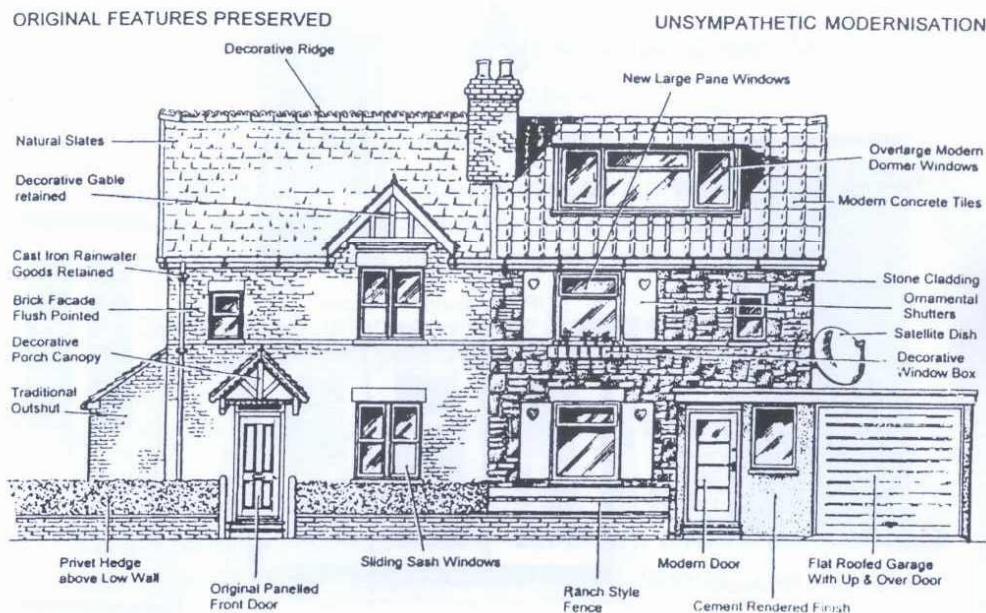 ORIGINAL FEATURES PRESERVED
UNSYMPATHETIC MODERNISATION
Decorative Ridge
New Large Pane Windows
Natural Slates
Overlarge Modern
Dormer Windows
Decorative Gable
retained
Modern Concrete Tiles
Cast Iron Rainwater
Goods Retained
Stone Cladding
Brick Facade
Flush Pointed
Ornamental
Shutters
Decorative
Porch Canopy
Satellite Dish
Decorative
Window Box
Traditional
Outshut
Privet Hedge
above Low Wall
Original Panelled
Front Door
Sliding Sash Windows
Ranch Style
Fence
Modern Door
Cement Rendered Finish
Flat Roofed Garage
With Up & Over Door